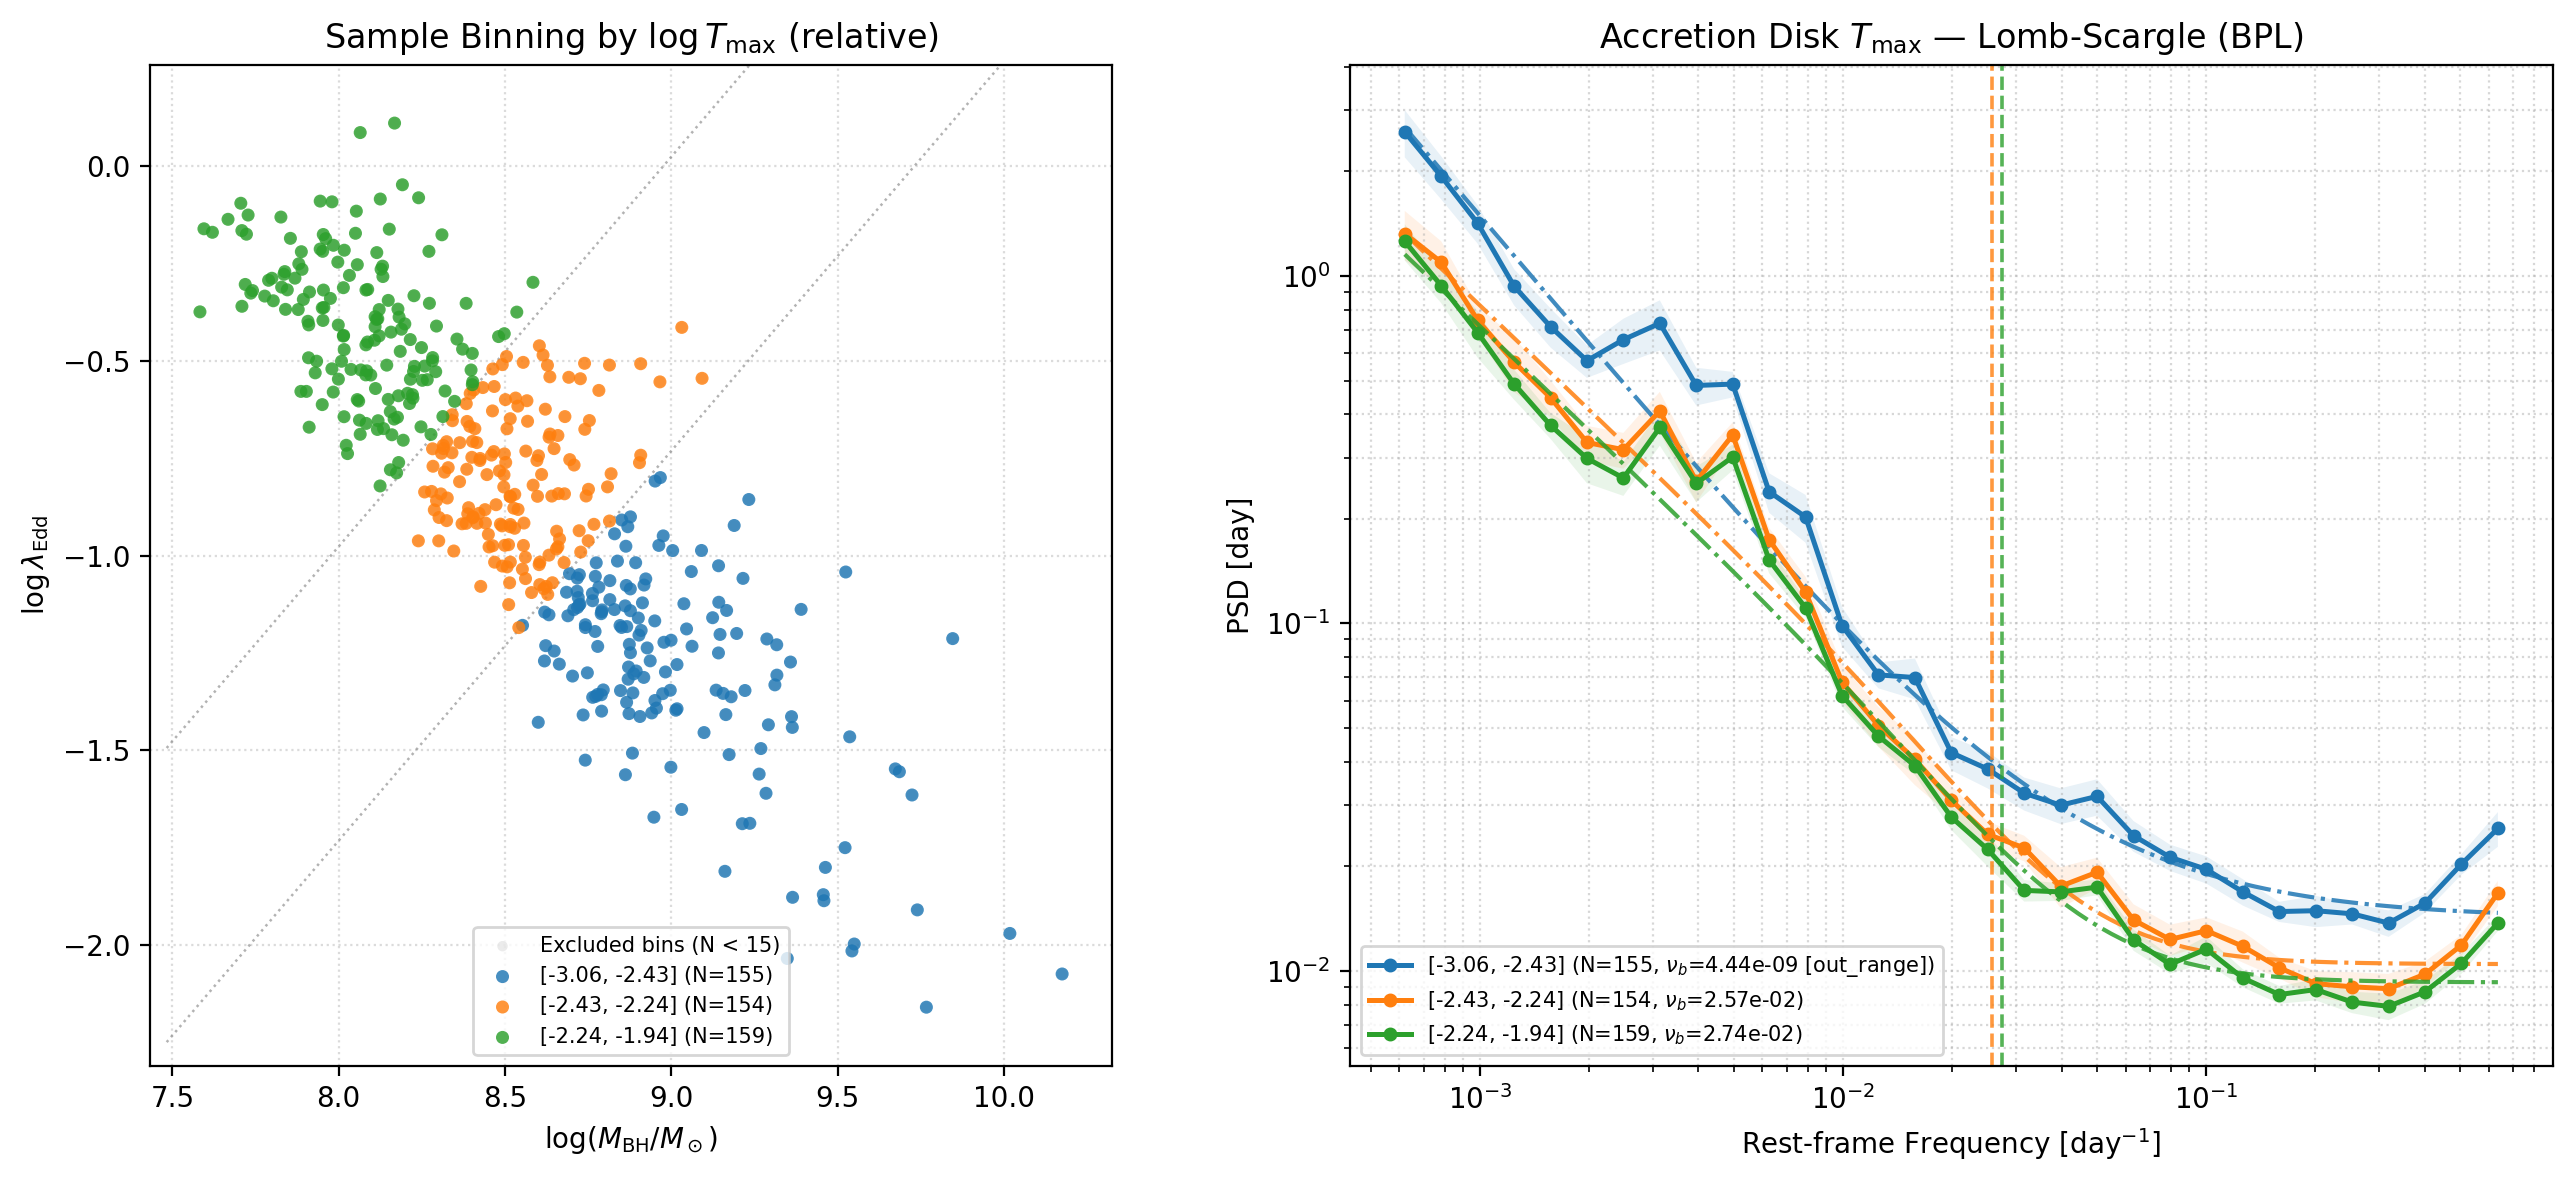 Sample Binning by log T_max (relative)
0.0
−0.5
−1.0
−1.5
−2.0
log λ_Edd
7.5 8.0 8.5 9.0 9.5 10.0
log(M_BH/M_⊙)
Excluded bins (N < 15)
[-3.06, -2.43] (N=155)
[-2.43, -2.24] (N=154)
[-2.24, -1.94] (N=159)
Accretion Disk T_max — Lomb-Scargle (BPL)
10^0
10^−1
10^−2
PSD [day]
10^−3 10^−2 10^−1
Rest-frame Frequency [day^−1]
[-3.06, -2.43] (N=155, ν_b=4.44e-09 [out_range])
[-2.43, -2.24] (N=154, ν_b=2.57e-02)
[-2.24, -1.94] (N=159, ν_b=2.74e-02)